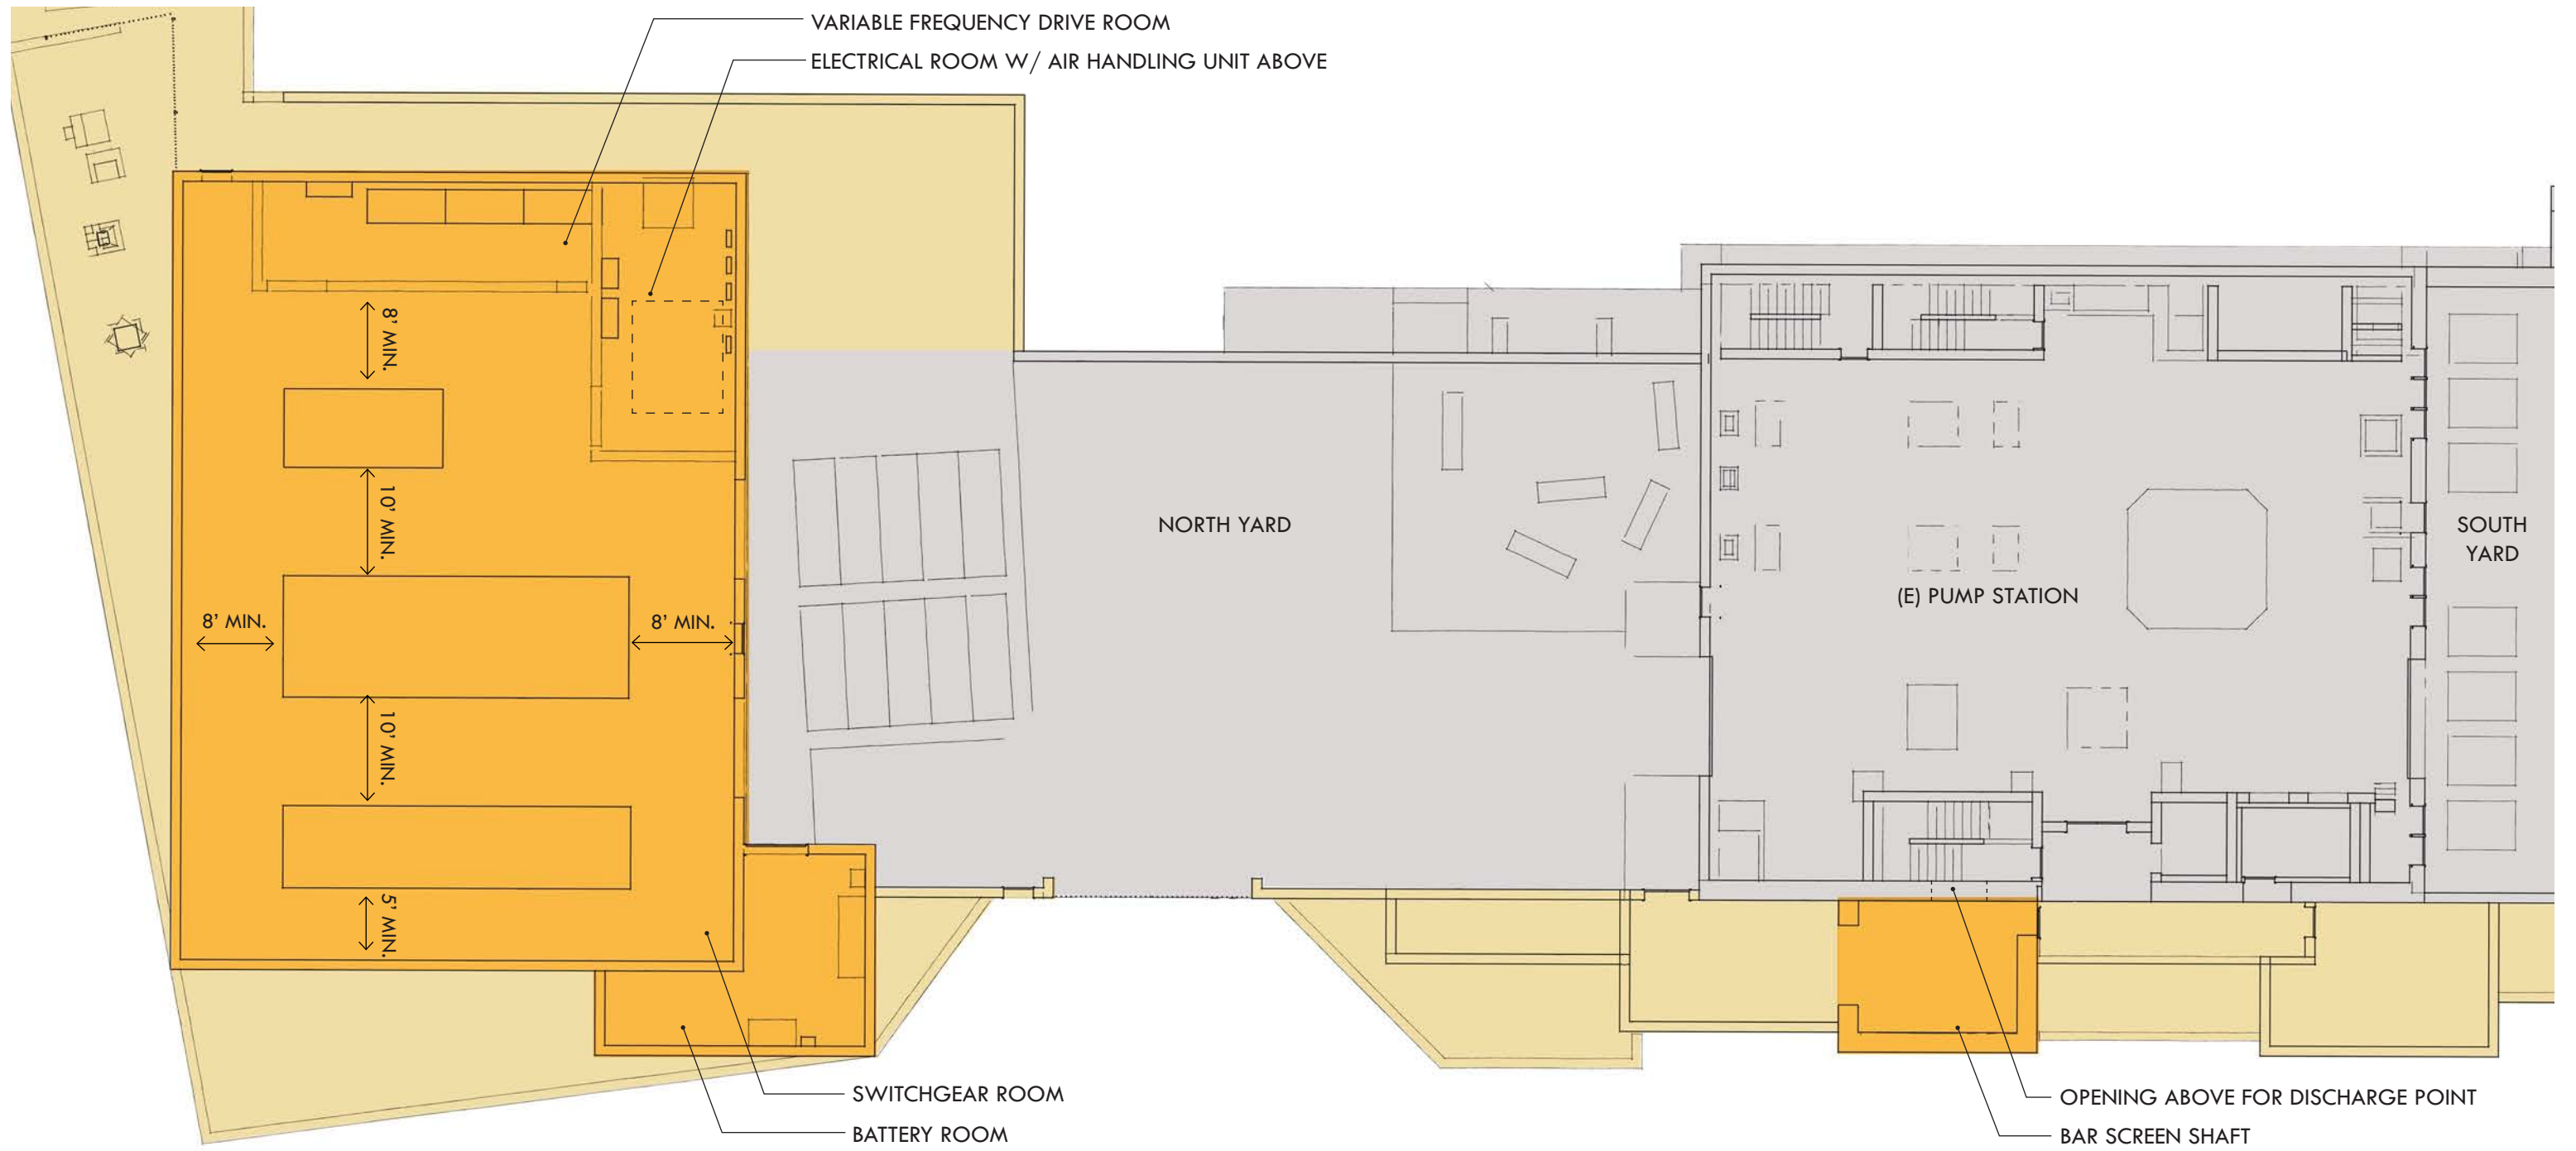 VARIABLE FREQUENCY DRIVE ROOM
ELECTRICAL ROOM W/ AIR HANDLING UNIT ABOVE
8' MIN.
10' MIN.
NORTH YARD
SOUTH
YARD
(E) PUMP STATION
8' MIN.
8' MIN.
10' MIN.
5' MIN.
SWITCHGEAR ROOM
BATTERY ROOM
OPENING ABOVE FOR DISCHARGE POINT
BAR SCREEN SHAFT